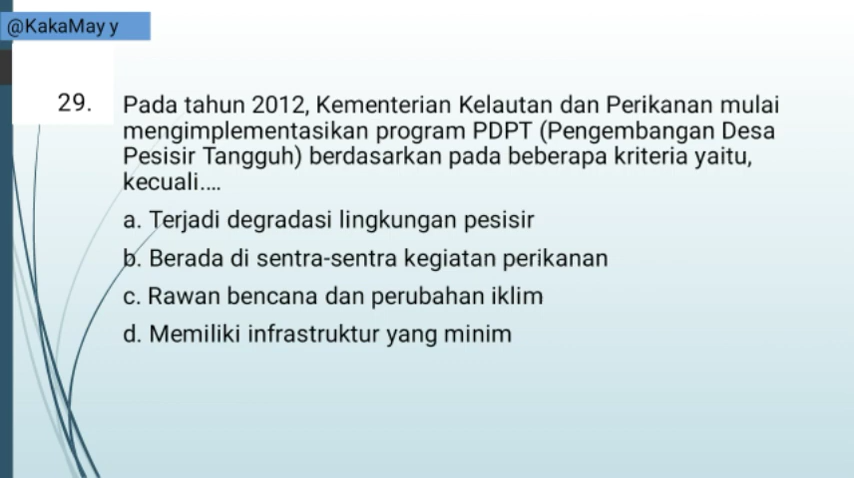 @KakaMay y
29. Pada tahun 2012, Kementerian Kelautan dan Perikanan mulai
mengimplementasikan program PDPT (Pengembangan Desa
Pesisir Tangguh) berdasarkan pada beberapa kriteria yaitu,
kecuali....
a. Terjadi degradasi lingkungan pesisir
b. Berada di sentra-sentra kegiatan perikanan
c. Rawan bencana dan perubahan iklim
d. Memiliki infrastruktur yang minim